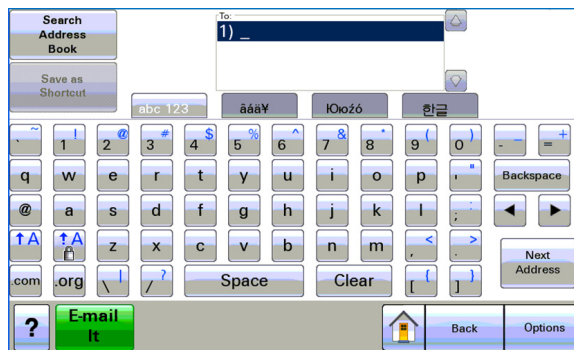 Search
Address
Book
To:
1) _
Save as
Shortcut
abc 123
âáä¥
Ююźó
한글
` ~ 1 ! 2 @ 3 # 4 $ 5 % 6 ^ 7 & 8 * 9 ( 0 ) - _ = +
q w e r t y u i o p ' " Backspace
@ a s d f g h j k l ; :
A A z x c v b n m , < . >
Next
Address
.com .org \ | / ? Space Clear [ { ] }
? E-mail
It
Back
Options